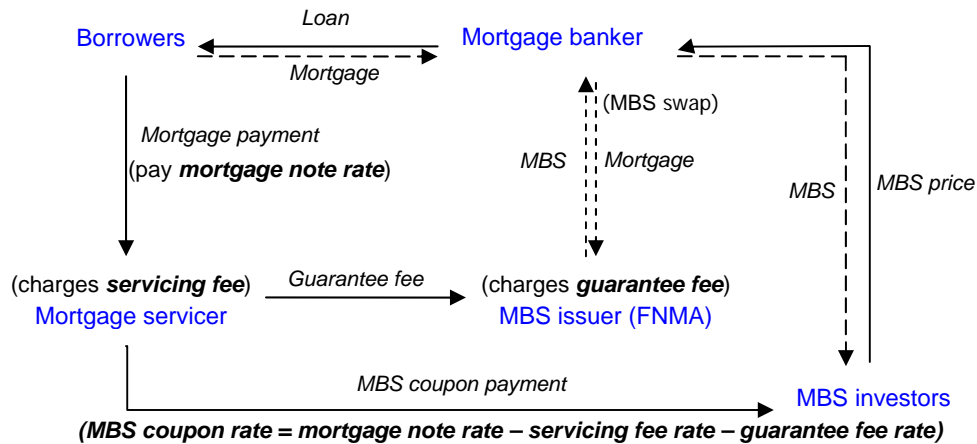 Loan
Borrowers
Mortgage banker
Mortgage
(MBS swap)
Mortgage payment
(pay mortgage note rate)
MBS
Mortgage
MBS
MBS price
(charges servicing fee)
Guarantee fee
(charges guarantee fee)
Mortgage servicer
MBS issuer (FNMA)
MBS coupon payment
MBS investors
(MBS coupon rate = mortgage note rate – servicing fee rate – guarantee fee rate)